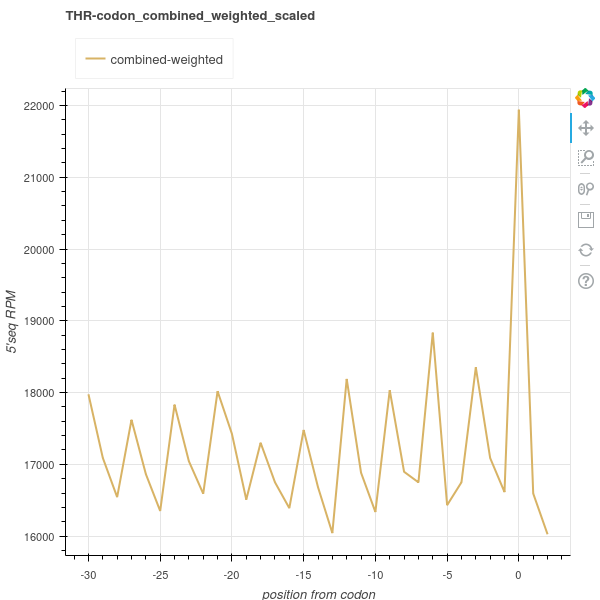 THR-codon_combined_weighted_scaled
combined-weighted
22000
21000
20000
19000
18000
17000
16000
5'seq RPM
-30 -25 -20 -15 -10 -5 0
position from codon